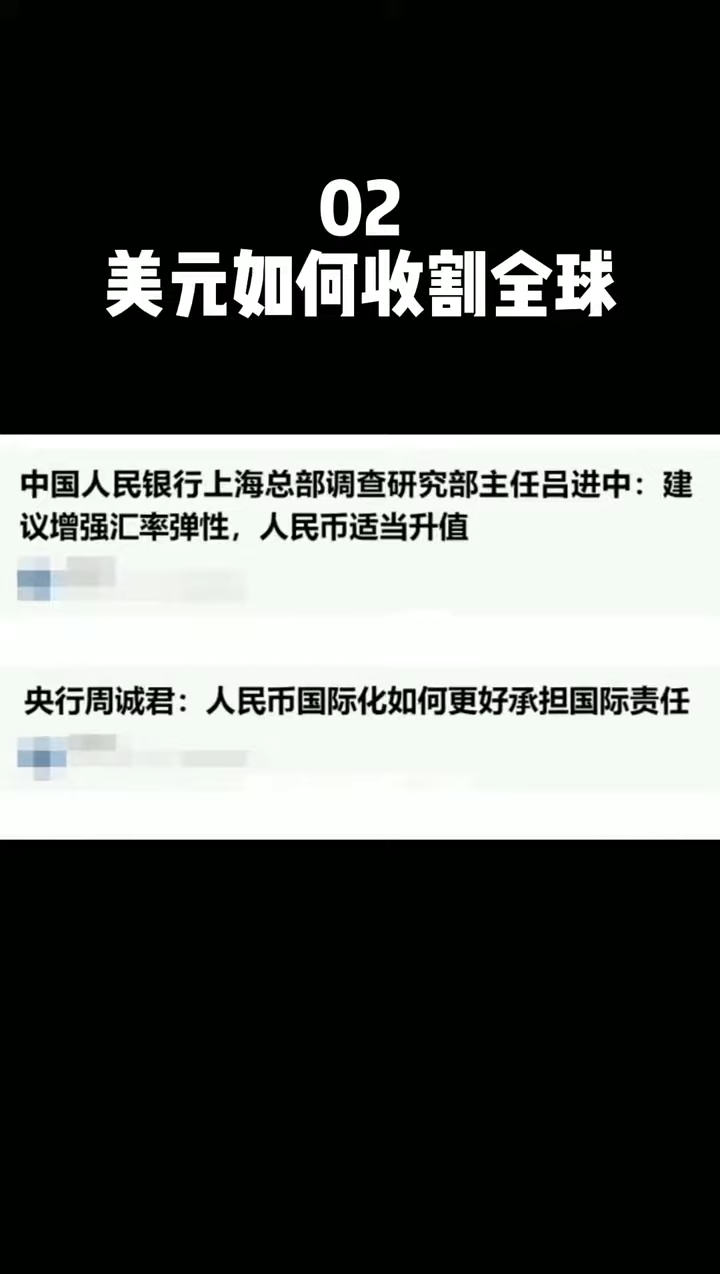 02
美元如何收割全球
中国人民银行上海总部调查研究部主任吕进中：建
议增强汇率弹性，人民币适当升值
央行周诚君：人民币国际化如何更好承担国际责任